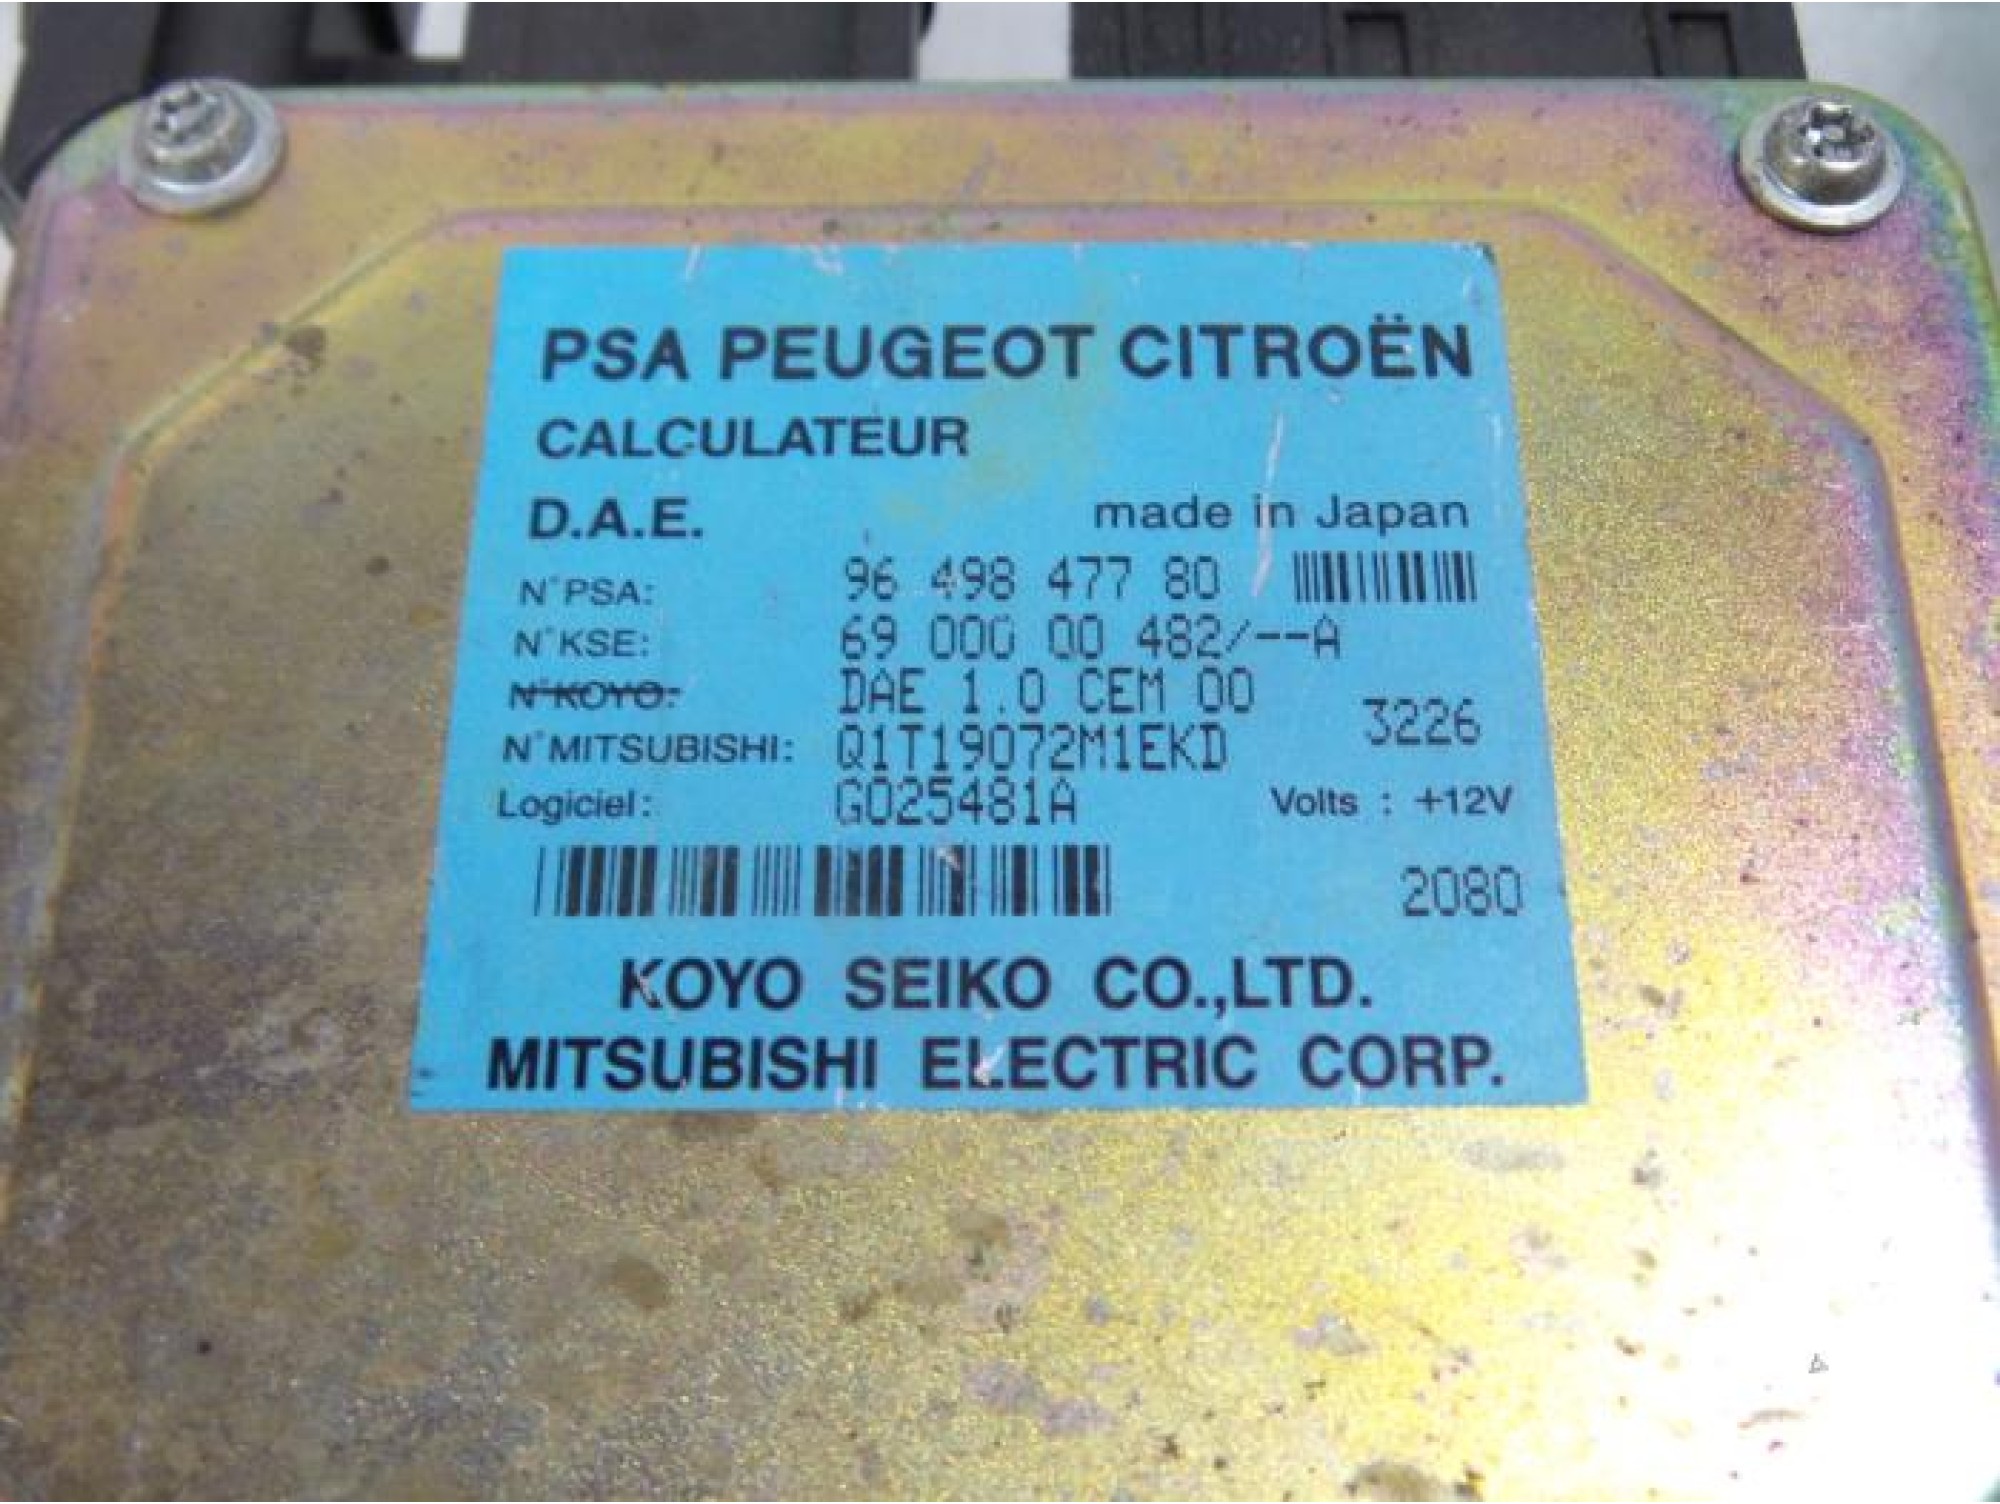 PSA PEUGEOT CITROËN
CALCULATEUR
D.A.E. made in Japan
N°PSA: 96 498 477 80
N°KSE: 69 000 00 482/--A
N°KOYO: DAE 1.0 CEM 00
3226
N°MITSUBISHI: Q1T19072M1EKD
Logiciel: G025481A Volts : +12V
2080
KOYO SEIKO CO.,LTD.
MITSUBISHI ELECTRIC CORP.